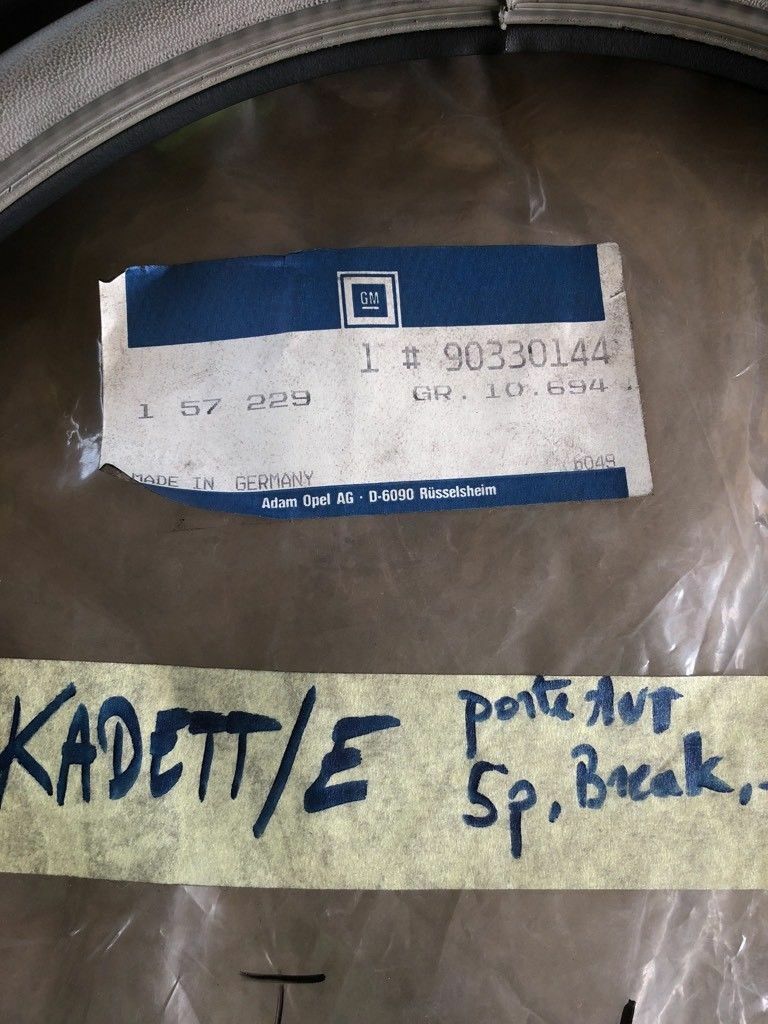 GM
1 # 90330144
1 57 229 GR. 10.694
MADE IN GERMANY 6049
Adam Opel AG · D-6090 Rüsselsheim
KADETT/E porte AVT
5p, Break,